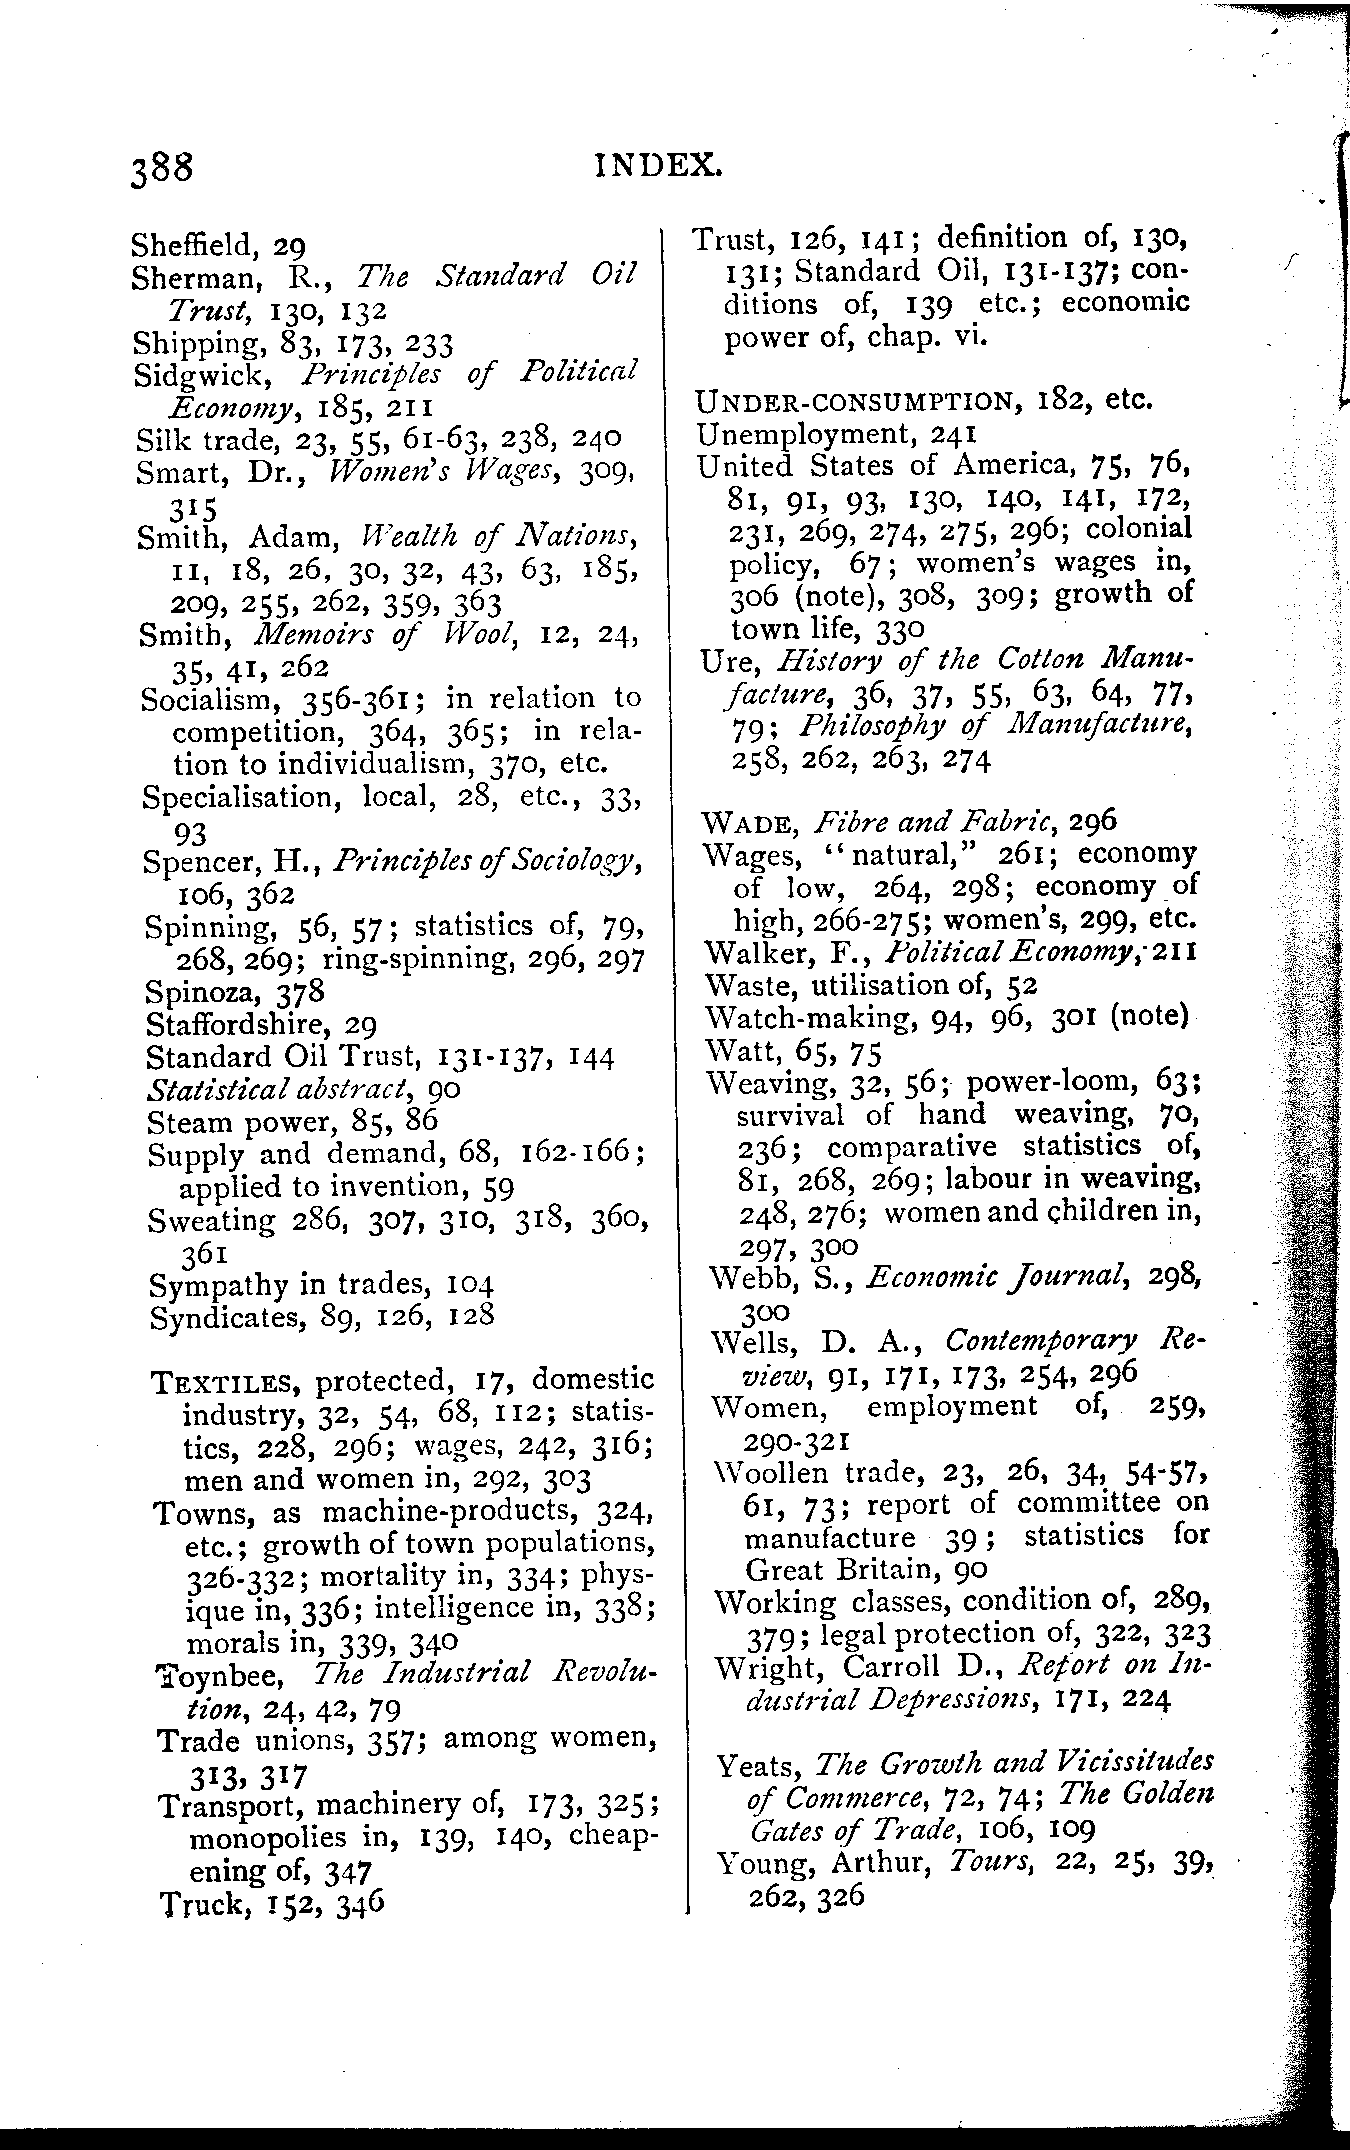 388
INDEX.
Sheffield, 29
Sherman, R., The Standard Oil
Trust, 130, 132
Shipping, 83, 173, 233
Sidgwick, Principles of Political
Economy, 185, 211
Silk trade, 23, 55, 61-63, 238, 240
Smart, Dr., Women's Wages, 309,
315
Smith, Adam, Wealth of Nations,
11, 18, 26, 30, 32, 43, 63, 185,
209, 255, 262, 359, 363
Smith, Memoirs of Wool, 12, 24,
35, 41, 262
Socialism, 356-361; in relation to
competition, 364, 365; in rela-
tion to individualism, 370, etc.
Specialisation, local, 28, etc., 33,
93
Spencer, H., Principles of Sociology,
106, 362
Spinning, 56, 57; statistics of, 79,
268, 269; ring-spinning, 296, 297
Spinoza, 378
Staffordshire, 29
Standard Oil Trust, 131-137, 144
Statistical abstract, 90
Steam power, 85, 86
Supply and demand, 68, 162-166;
applied to invention, 59
Sweating 286, 307, 310, 318, 360,
361
Sympathy in trades, 104
Syndicates, 89, 126, 128
TEXTILES, protected, 17, domestic
industry, 32, 54, 68, 112; statis-
tics, 228, 296; wages, 242, 316;
men and women in, 292, 303
Towns, as machine-products, 324,
etc.; growth of town populations,
326-332; mortality in, 334; phys-
ique in, 336; intelligence in, 338;
morals in, 339, 340
Toynbee, The Industrial Revolu-
tion, 24, 42, 79
Trade unions, 357; among women,
313, 317
Transport, machinery of, 173, 325;
monopolies in, 139, 140, cheap-
ening of, 347
Truck, 152, 346
Trust, 126, 141; definition of, 130,
131; Standard Oil, 131-137; con-
ditions of, 139 etc.; economic
power of, chap. vi.
UNDER-CONSUMPTION, 182, etc.
Unemployment, 241
United States of America, 75, 76,
81, 91, 93, 130, 140, 141, 172,
231, 269, 274, 275, 296; colonial
policy, 67; women's wages in,
306 (note), 308, 309; growth of
town life, 330
Ure, History of the Cotton Manu-
facture, 36, 37, 55, 63, 64, 77,
79; Philosophy of Manufacture,
258, 262, 263, 274
WADE, Fibre and Fabric, 296
Wages, "natural," 261; economy
of low, 264, 298; economy of
high, 266-275; women's, 299, etc.
Walker, F., Political Economy, 211
Waste, utilisation of, 52
Watch-making, 94, 96, 301 (note)
Watt, 65, 75
Weaving, 32, 56; power-loom, 63;
survival of hand weaving, 70,
236; comparative statistics of,
81, 268, 269; labour in weaving,
248, 276; women and children in,
297, 300
Webb, S., Economic Journal, 298,
300
Wells, D. A., Contemporary Re-
view, 91, 171, 173, 254, 296
Women, employment of, 259,
290-321
Woollen trade, 23, 26, 34, 54-57,
61, 73; report of committee on
manufacture 39; statistics for
Great Britain, 90
Working classes, condition of, 289,
379; legal protection of, 322, 323
Wright, Carroll D., Report on In-
dustrial Depressions, 171, 224
Yeats, The Growth and Vicissitudes
of Commerce, 72, 74; The Golden
Gates of Trade, 106, 109
Young, Arthur, Tours, 22, 25, 39,
262, 326